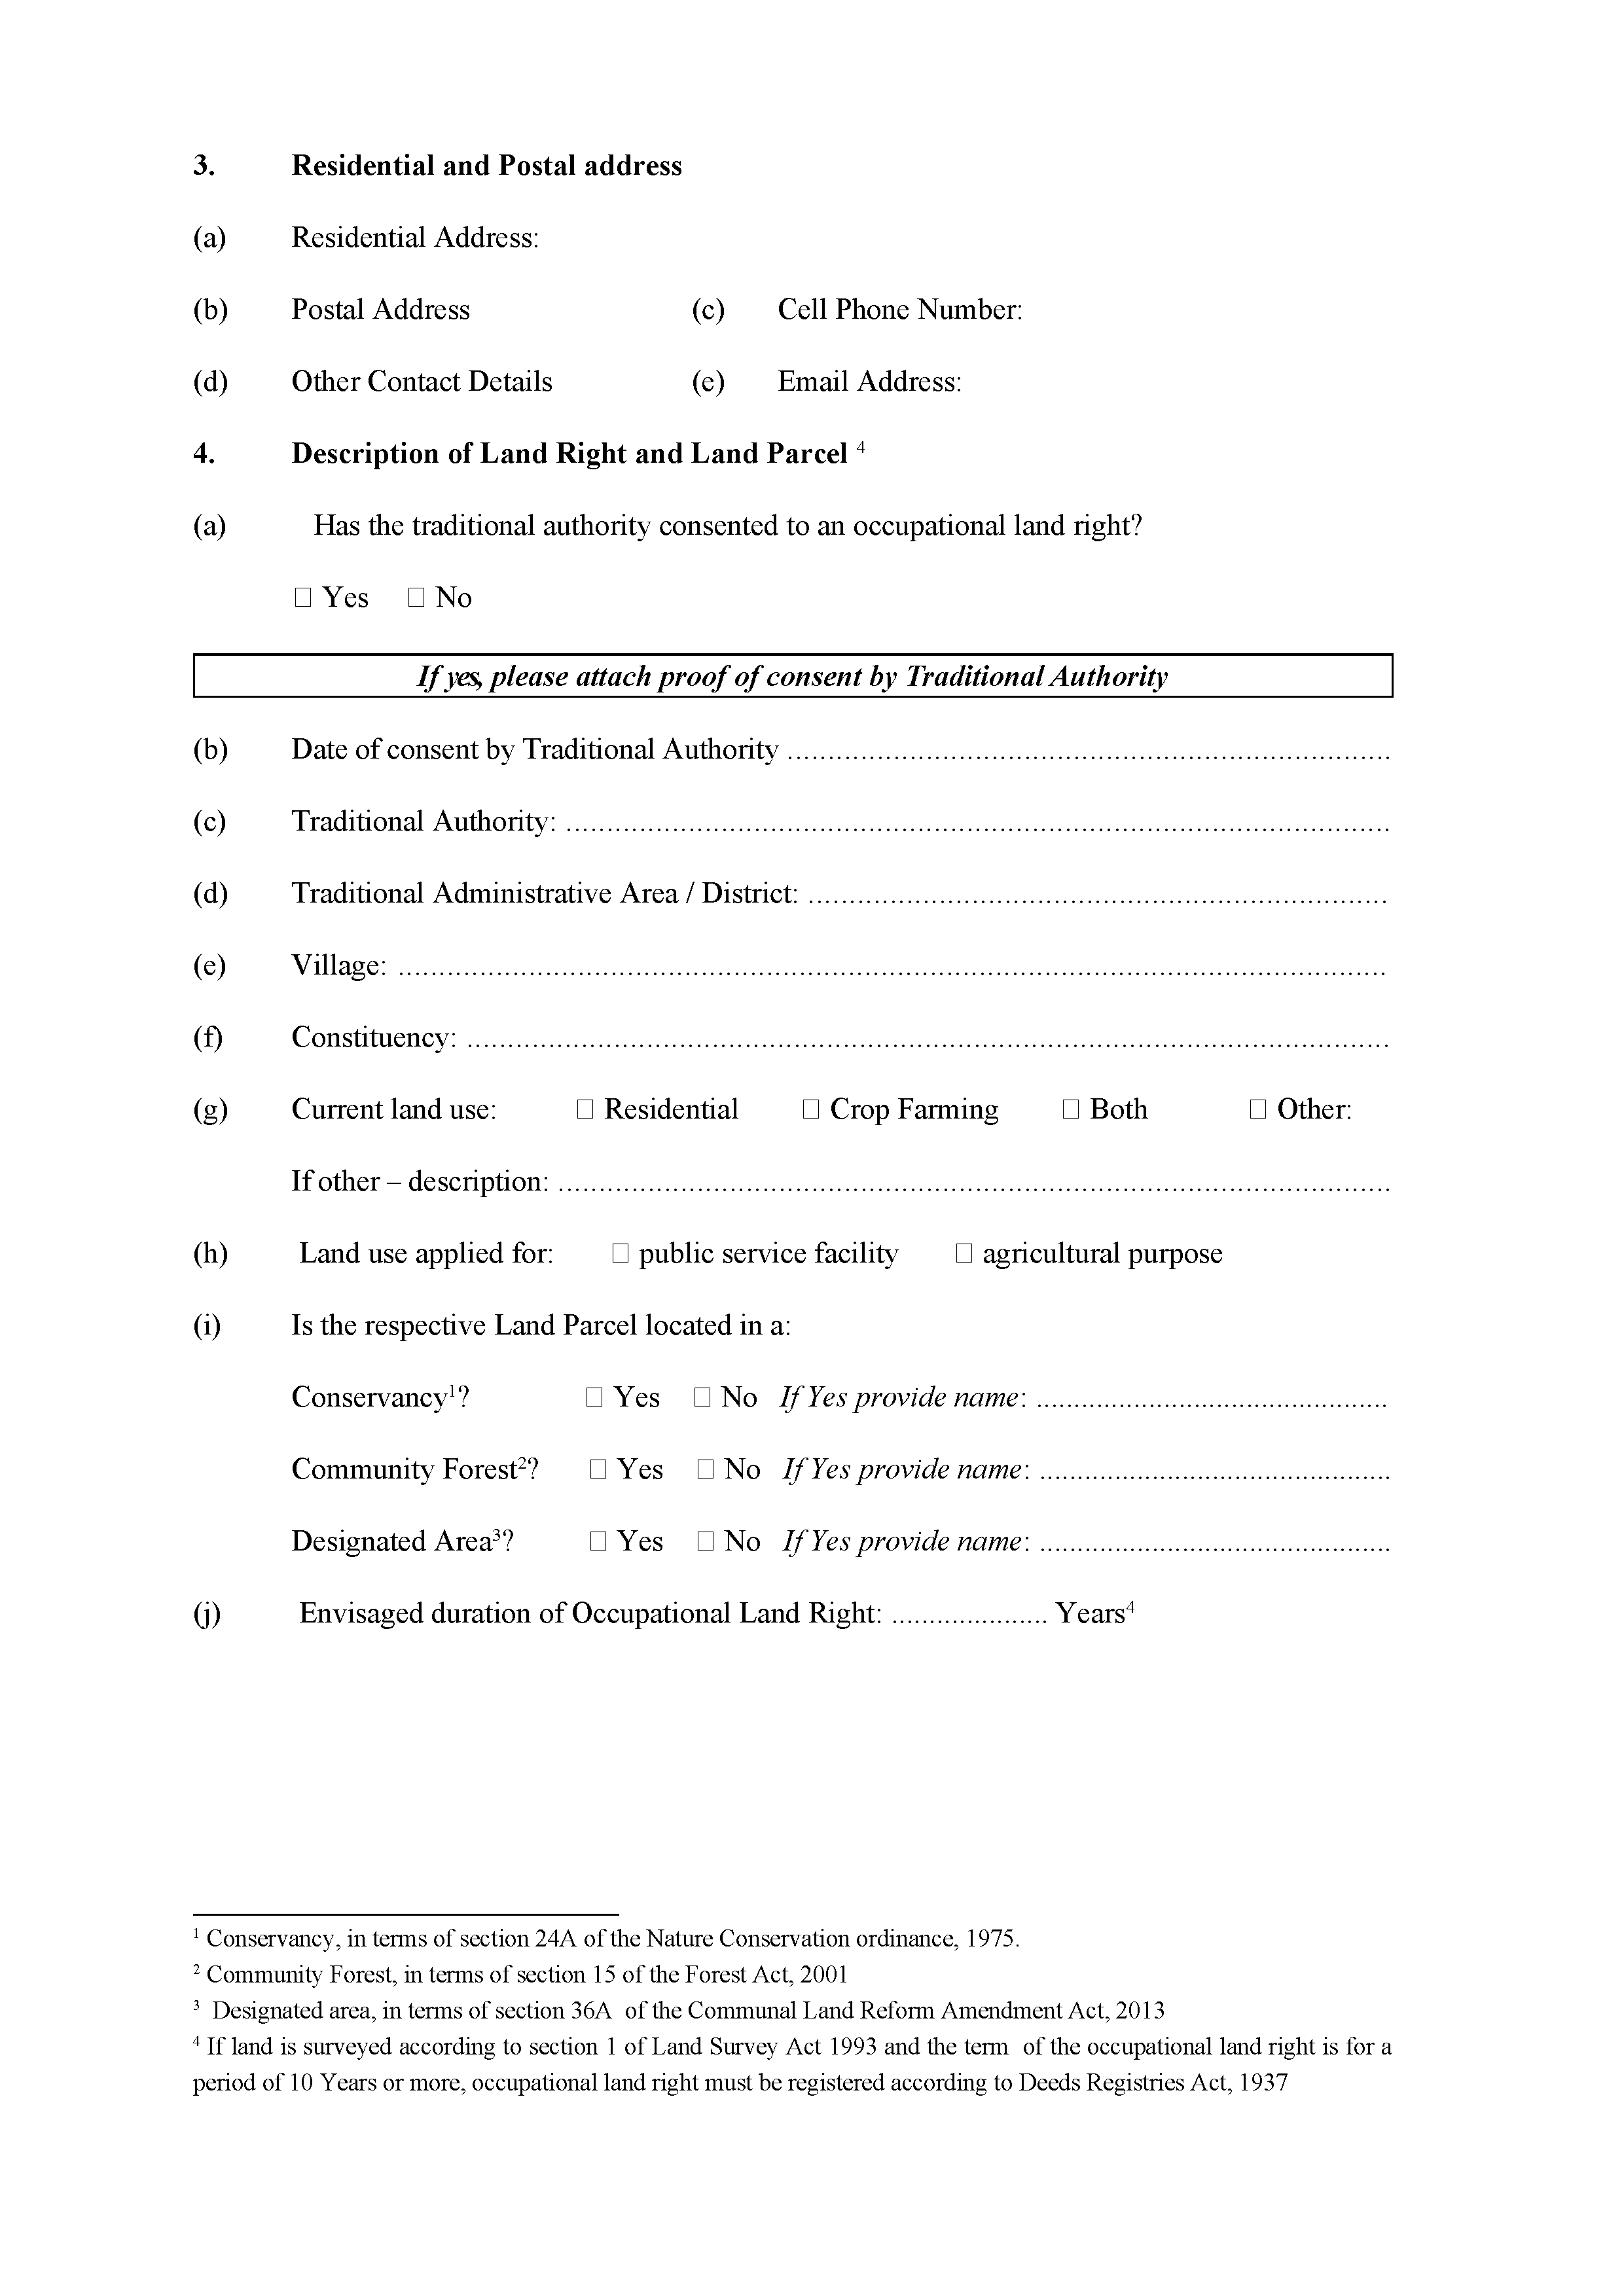 3. Residential and Postal address
(a) Residential Address:
(b) Postal Address (c) Cell Phone Number:
(d) Other Contact Details (e) Email Address:
4. Description of Land Right and Land Parcel 4
(a) Has the traditional authority consented to an occupational land right?
☐ Yes ☐ No
If yes, please attach proof of consent by Traditional Authority
(b) Date of consent by Traditional Authority ..........................................................................
(c) Traditional Authority: .....................................................................................................
(d) Traditional Administrative Area / District: .......................................................................
(e) Village: .........................................................................................................................
(f) Constituency: .................................................................................................................
(g) Current land use: ☐ Residential ☐ Crop Farming ☐ Both ☐ Other:
If other – description: ......................................................................................................
(h) Land use applied for: ☐ public service facility ☐ agricultural purpose
(i) Is the respective Land Parcel located in a:
Conservancy1? ☐ Yes ☐ No If Yes provide name: ...............................................
Community Forest2? ☐ Yes ☐ No If Yes provide name: ...............................................
Designated Area3? ☐ Yes ☐ No If Yes provide name: ...............................................
(j) Envisaged duration of Occupational Land Right: ..................... Years4
1 Conservancy, in terms of section 24A of the Nature Conservation ordinance, 1975.
2 Community Forest, in terms of section 15 of the Forest Act, 2001
3 Designated area, in terms of section 36A of the Communal Land Reform Amendment Act, 2013
4 If land is surveyed according to section 1 of Land Survey Act 1993 and the term of the occupational land right is for a
period of 10 Years or more, occupational land right must be registered according to Deeds Registries Act, 1937